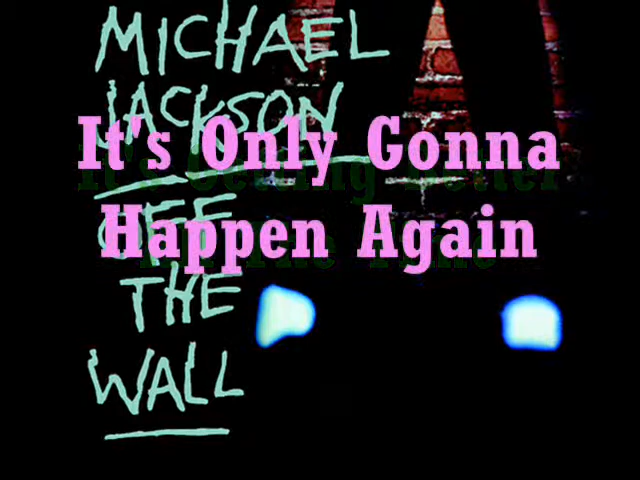 MICHAEL
JACKSON
It's Only Gonna
Happen Again
OFF
THE
WALL